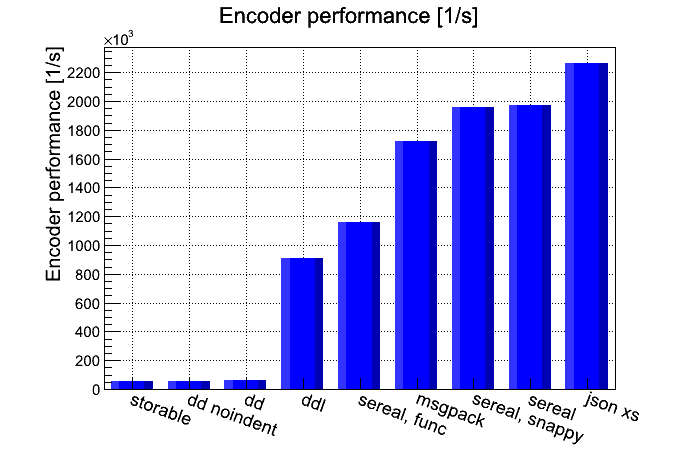 Encoder performance [1/s]
×10³
Encoder performance [1/s]
2200
2000
1800
1600
1400
1200
1000
800
600
400
200
0
storable
dd noindent
dd
ddl
sereal, func
msgpack
sereal, snappy
sereal
json xs